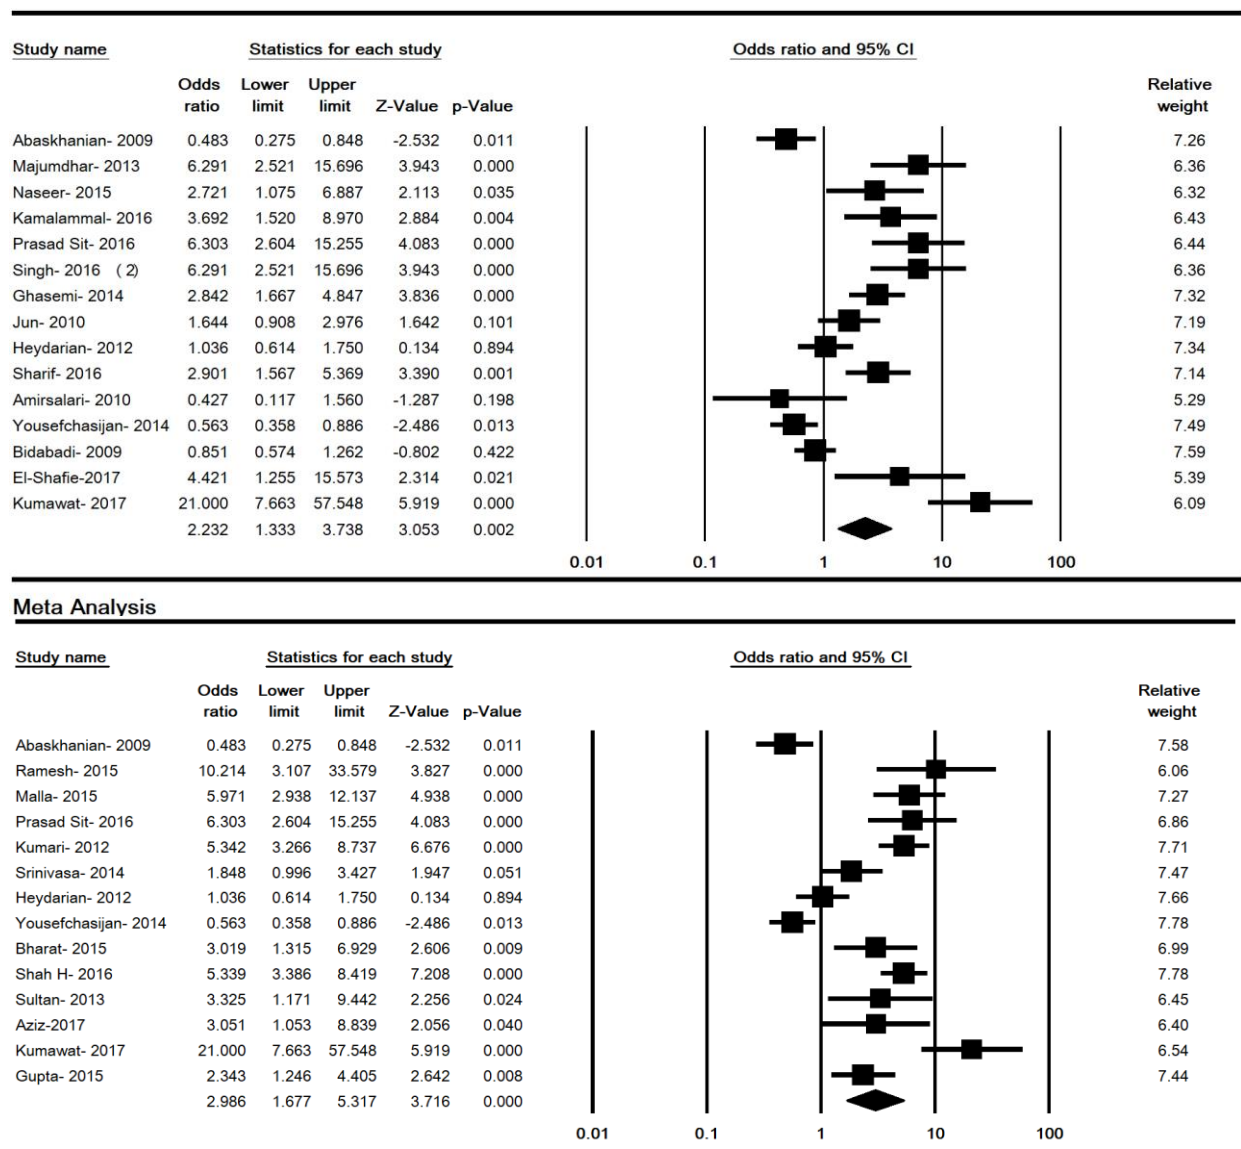 Study name Statistics for each study Odds ratio and 95% CI
Odds Lower Upper Relative
ratio limit limit Z-Value p-Value weight
Abaskhanian- 2009 0.483 0.275 0.848 -2.532 0.011 7.26
Majumdhar- 2013 6.291 2.521 15.696 3.943 0.000 6.36
Naseer- 2015 2.721 1.075 6.887 2.113 0.035 6.32
Kamalammal- 2016 3.692 1.520 8.970 2.884 0.004 6.43
Prasad Sit- 2016 6.303 2.604 15.255 4.083 0.000 6.44
Singh- 2016 (2) 6.291 2.521 15.696 3.943 0.000 6.36
Ghasemi- 2014 2.842 1.667 4.847 3.836 0.000 7.32
Jun- 2010 1.644 0.908 2.976 1.642 0.101 7.19
Heydarian- 2012 1.036 0.614 1.750 0.134 0.894 7.34
Sharif- 2016 2.901 1.567 5.369 3.390 0.001 7.14
Amirsalari- 2010 0.427 0.117 1.560 -1.287 0.198 5.29
Yousefchasijan- 2014 0.563 0.358 0.886 -2.486 0.013 7.49
Bidabadi- 2009 0.851 0.574 1.262 -0.802 0.422 7.59
El-Shafie-2017 4.421 1.255 15.573 2.314 0.021 5.39
Kumawat- 2017 21.000 7.663 57.548 5.919 0.000 6.09
2.232 1.333 3.738 3.053 0.002
0.01 0.1 1 10 100
Meta Analysis
Study name Statistics for each study Odds ratio and 95% CI
Odds Lower Upper Relative
ratio limit limit Z-Value p-Value weight
Abaskhanian- 2009 0.483 0.275 0.848 -2.532 0.011 7.58
Ramesh- 2015 10.214 3.107 33.579 3.827 0.000 6.06
Malla- 2015 5.971 2.938 12.137 4.938 0.000 7.27
Prasad Sit- 2016 6.303 2.604 15.255 4.083 0.000 6.86
Kumari- 2012 5.342 3.266 8.737 6.676 0.000 7.71
Srinivasa- 2014 1.848 0.996 3.427 1.947 0.051 7.47
Heydarian- 2012 1.036 0.614 1.750 0.134 0.894 7.66
Yousefchasijan- 2014 0.563 0.358 0.886 -2.486 0.013 7.78
Bharat- 2015 3.019 1.315 6.929 2.606 0.009 6.99
Shah H- 2016 5.339 3.386 8.419 7.208 0.000 7.78
Sultan- 2013 3.325 1.171 9.442 2.256 0.024 6.45
Aziz-2017 3.051 1.053 8.839 2.056 0.040 6.40
Kumawat- 2017 21.000 7.663 57.548 5.919 0.000 6.54
Gupta- 2015 2.343 1.246 4.405 2.642 0.008 7.44
2.986 1.677 5.317 3.716 0.000
0.01 0.1 1 10 100